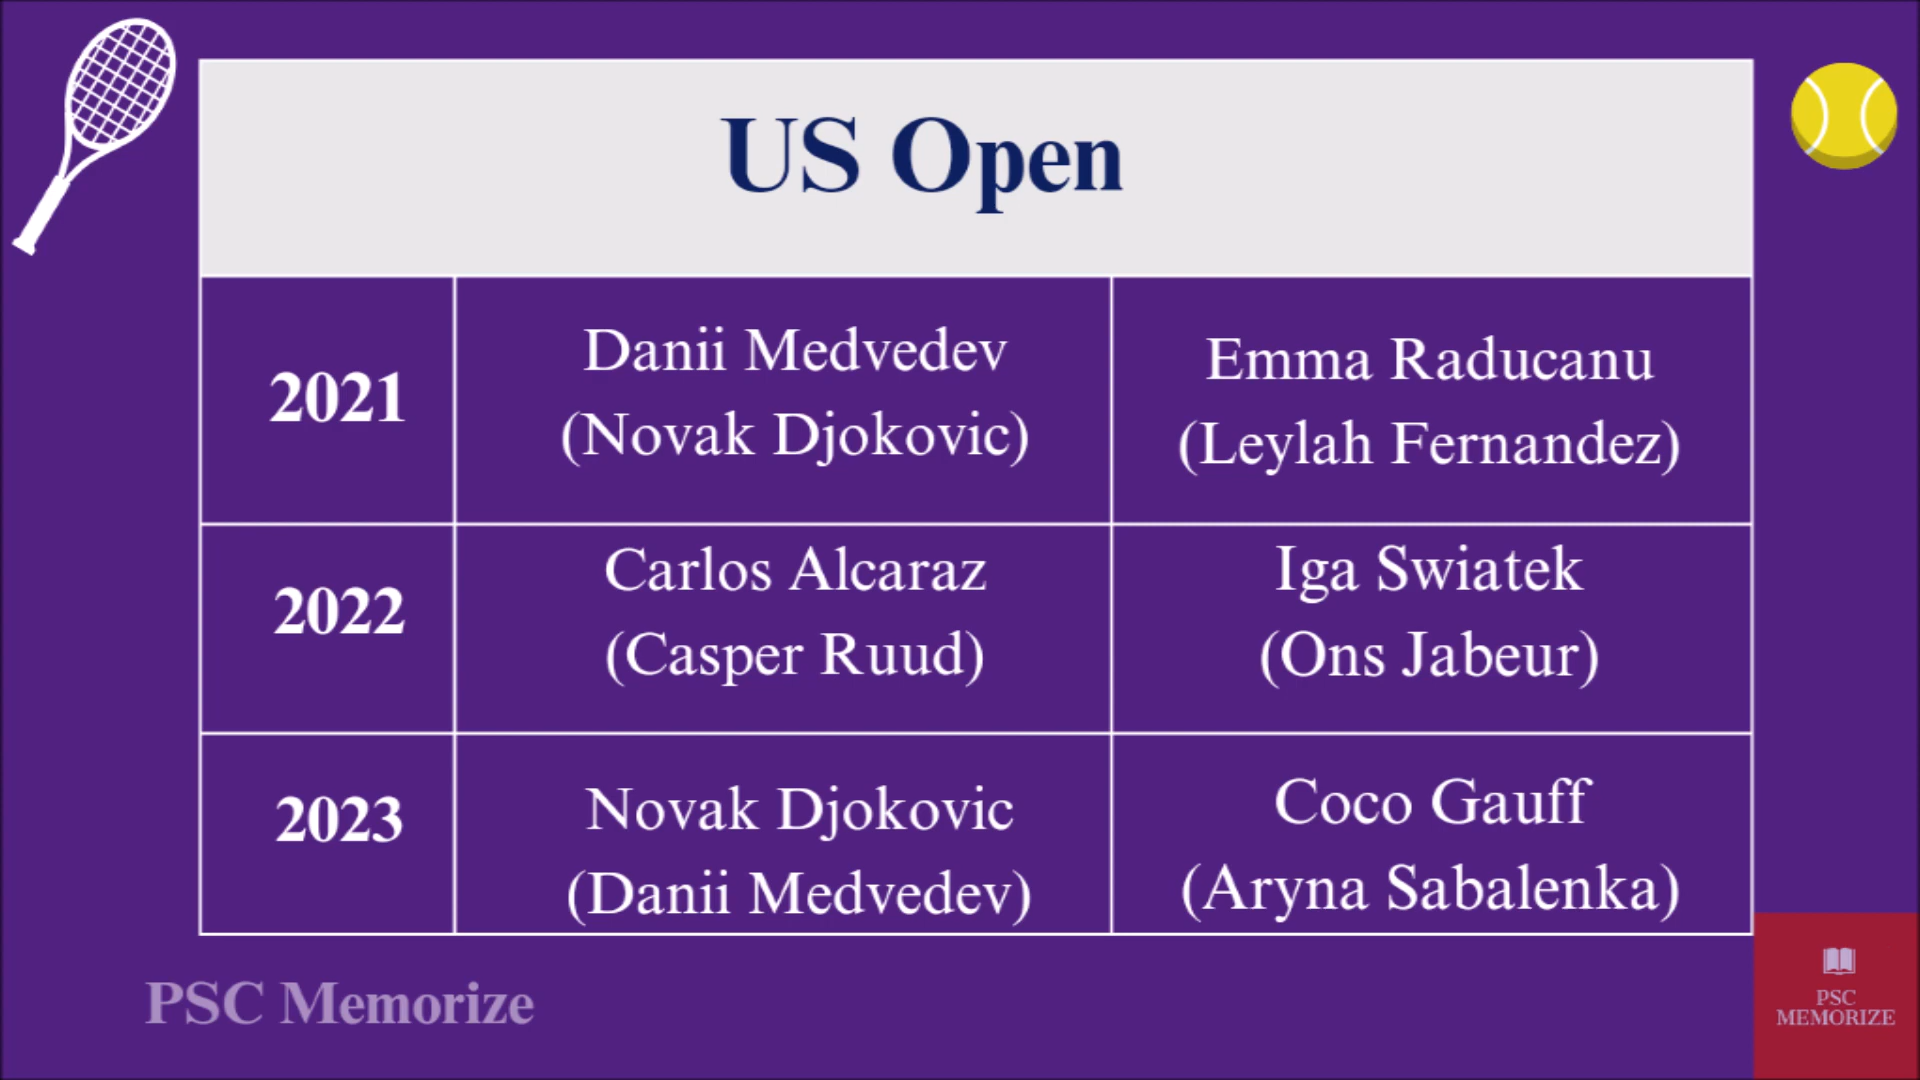 US Open
2021
Danii Medvedev
(Novak Djokovic)
Emma Raducanu
(Leylah Fernandez)
2022
Carlos Alcaraz
(Casper Ruud)
Iga Swiatek
(Ons Jabeur)
2023
Novak Djokovic
(Danii Medvedev)
Coco Gauff
(Aryna Sabalenka)
PSC Memorize
PSC
MEMORIZE